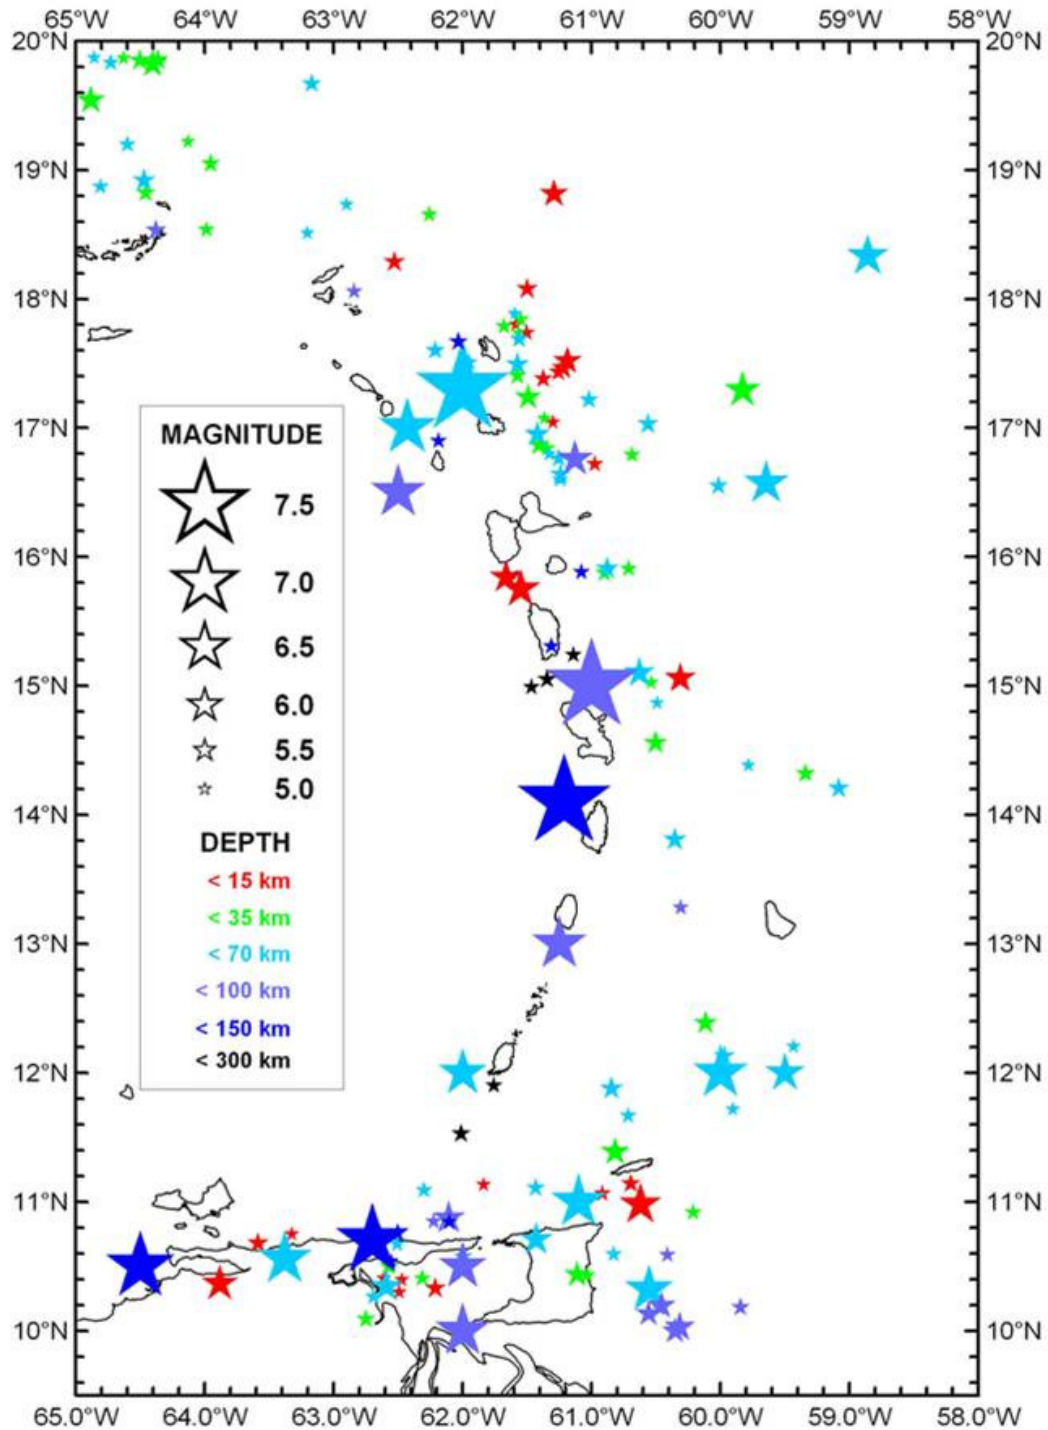 65°W 64°W 63°W 62°W 61°W 60°W 59°W 58°W
20°N 20°N
19°N 19°N
18°N 18°N
17°N 17°N
MAGNITUDE
7.5
16°N 16°N
7.0
6.5
15°N 15°N
6.0
5.5
5.0
14°N 14°N
DEPTH
< 15 km
< 35 km
13°N 13°N
< 70 km
< 100 km
< 150 km
< 300 km
12°N 12°N
11°N 11°N
10°N 10°N
65.0°W 64.0°W 63.0°W 62.0°W 61.0°W 60.0°W 59.0°W 58.0°W